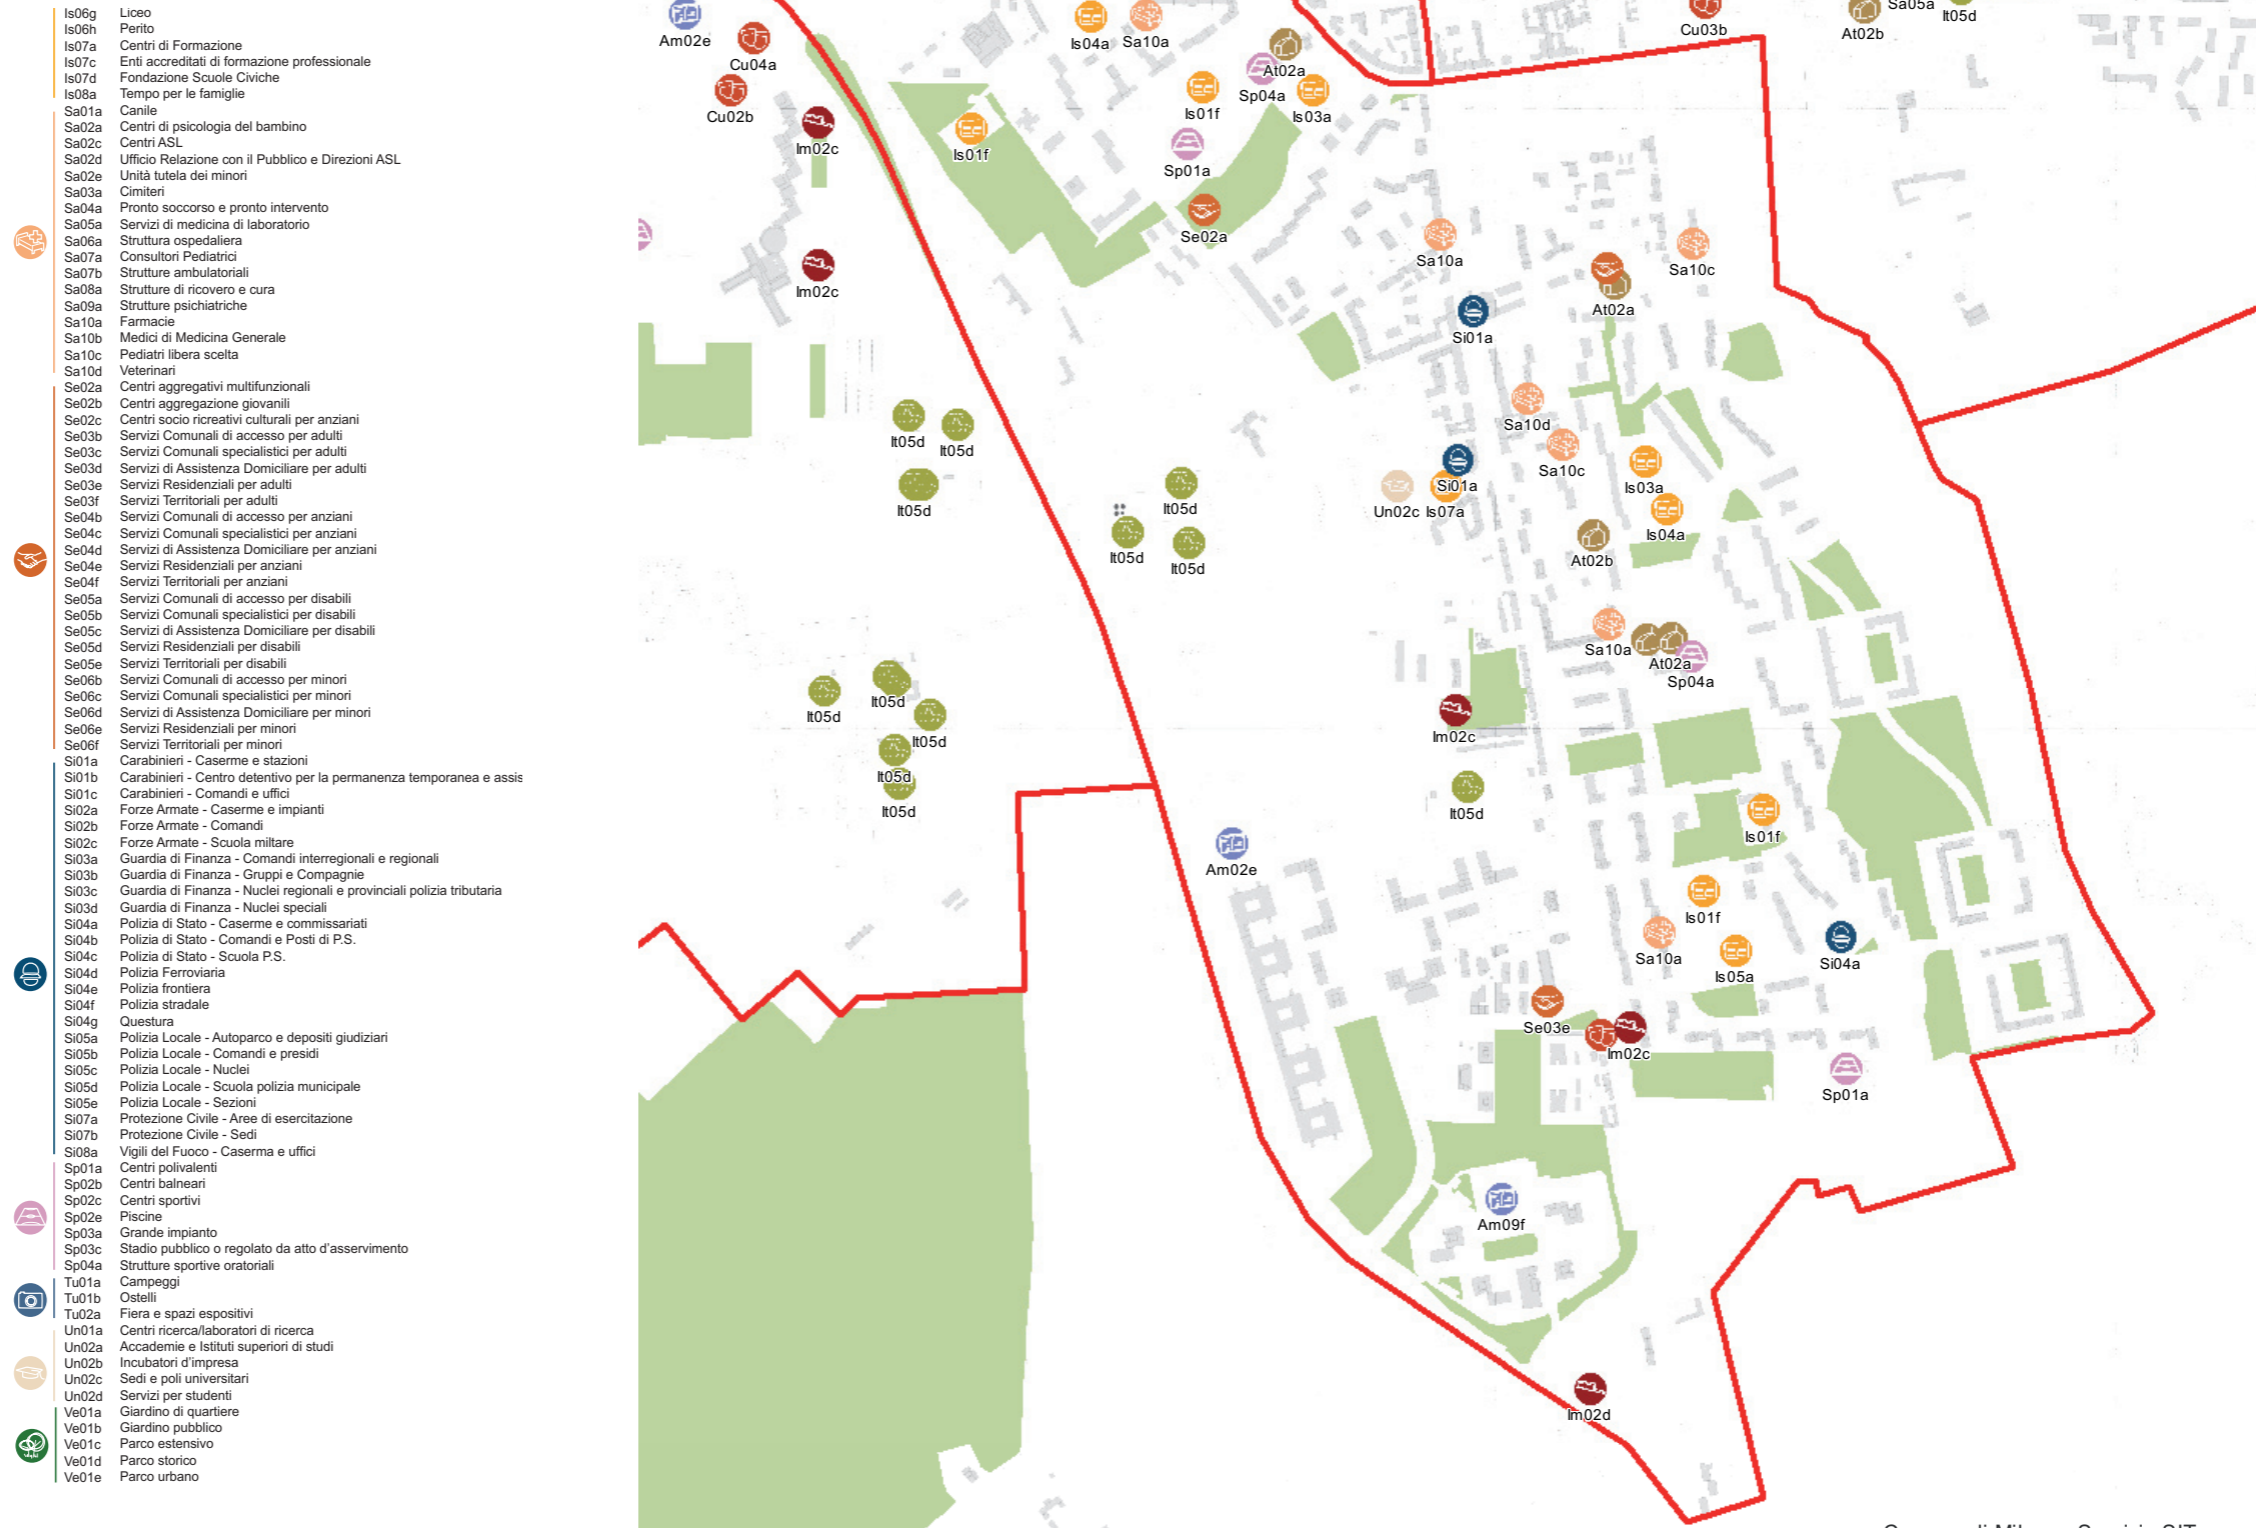 Is06g Liceo
Is06h Perito
Is07a Centri di Formazione
Is07c Enti accreditati di formazione professionale
Is07d Fondazione Scuole Civiche
Is08a Tempo per le famiglie
Sa01a Canile
Sa02a Centri di psicologia del bambino
Sa02c Centri ASL
Sa02d Ufficio Relazione con il Pubblico e Direzioni ASL
Sa02e Unità tutela dei minori
Sa03a Cimiteri
Sa04a Pronto soccorso e pronto intervento
Sa05a Servizi di medicina di laboratorio
Sa06a Struttura ospedaliera
Sa07a Consultori Pediatrici
Sa07b Strutture ambulatoriali
Sa08a Strutture di ricovero e cura
Sa09a Strutture psichiatriche
Sa10a Farmacie
Sa10b Medici di Medicina Generale
Sa10c Pediatri libera scelta
Sa10d Veterinari
Se02a Centri aggregativi multifunzionali
Se02b Centri aggregazione giovanili
Se02c Centri socio ricreativi culturali per anziani
Se03b Servizi Comunali di accesso per adulti
Se03c Servizi Comunali specialistici per adulti
Se03d Servizi di Assistenza Domiciliare per adulti
Se03e Servizi Residenziali per adulti
Se03f Servizi Territoriali per adulti
Se04b Servizi Comunali di accesso per anziani
Se04c Servizi Comunali specialistici per anziani
Se04d Servizi di Assistenza Domiciliare per anziani
Se04e Servizi Residenziali per anziani
Se04f Servizi Territoriali per anziani
Se05a Servizi Comunali di accesso per disabili
Se05b Servizi Comunali specialistici per disabili
Se05c Servizi di Assistenza Domiciliare per disabili
Se05d Servizi Residenziali per disabili
Se05e Servizi Territoriali per disabili
Se06b Servizi Comunali di accesso per minori
Se06c Servizi Comunali specialistici per minori
Se06d Servizi di Assistenza Domiciliare per minori
Se06e Servizi Residenziali per minori
Se06f Servizi Territoriali per minori
Si01a Carabinieri - Caserme e stazioni
Si01b Carabinieri - Centro detentivo per la permanenza temporanea e assis
Si01c Carabinieri - Comandi e uffici
Si02a Forze Armate - Caserme e impianti
Si02b Forze Armate - Comandi
Si02c Forze Armate - Scuola miltare
Si03a Guardia di Finanza - Comandi interregionali e regionali
Si03b Guardia di Finanza - Gruppi e Compagnie
Si03c Guardia di Finanza - Nuclei regionali e provinciali polizia tributaria
Si03d Guardia di Finanza - Nuclei speciali
Si04a Polizia di Stato - Caserme e commissariati
Si04b Polizia di Stato - Comandi e Posti di P.S.
Si04c Polizia di Stato - Scuola P.S.
Si04d Polizia Ferroviaria
Si04e Polizia frontiera
Si04f Polizia stradale
Si04g Questura
Si05a Polizia Locale - Autoparco e depositi giudiziari
Si05b Polizia Locale - Comandi e presidi
Si05c Polizia Locale - Nuclei
Si05d Polizia Locale - Scuola polizia municipale
Si05e Polizia Locale - Sezioni
Si07a Protezione Civile - Aree di esercitazione
Si07b Protezione Civile - Sedi
Si08a Vigili del Fuoco - Caserma e uffici
Sp01a Centri polivalenti
Sp02b Centri balneari
Sp02c Centri sportivi
Sp02e Piscine
Sp03a Grande impianto
Sp03c Stadio pubblico o regolato da atto d'asservimento
Sp04a Strutture sportive oratoriali
Tu01a Campeggi
Tu01b Ostelli
Tu02a Fiera e spazi espositivi
Un01a Centri ricerca/laboratori di ricerca
Un02a Accademie e Istituti superiori di studi
Un02b Incubatori d'impresa
Un02c Sedi e poli universitari
Un02d Servizi per studenti
Ve01a Giardino di quartiere
Ve01b Giardino pubblico
Ve01c Parco estensivo
Ve01d Parco storico
Ve01e Parco urbano
Sa05a
It05d
Cu03b
At02b
Am02e
Is04a Sa10a
Cu04a
At02a
Sp04a
Cu02b
Is01f
Is03a
Im02c
Is01f
Sp01a
Se02a
Sa10a
Sa10c
Im02c
At02a
Si01a
Sa10d
It05d
It05d
Sa10c
Si01a
Is03a
It05d
It05d
Un02c Is07a
Is04a
It05d
It05d
At02b
Sa10a
At02a
Sp04a
It05d
It05d
It05d
Im02c
It05d
It05d
It05d
Is01f
Am02e
Is01f
Sa10a
Is05a
Si04a
Se03e
Im02c
Sp01a
Am09f
Im02d